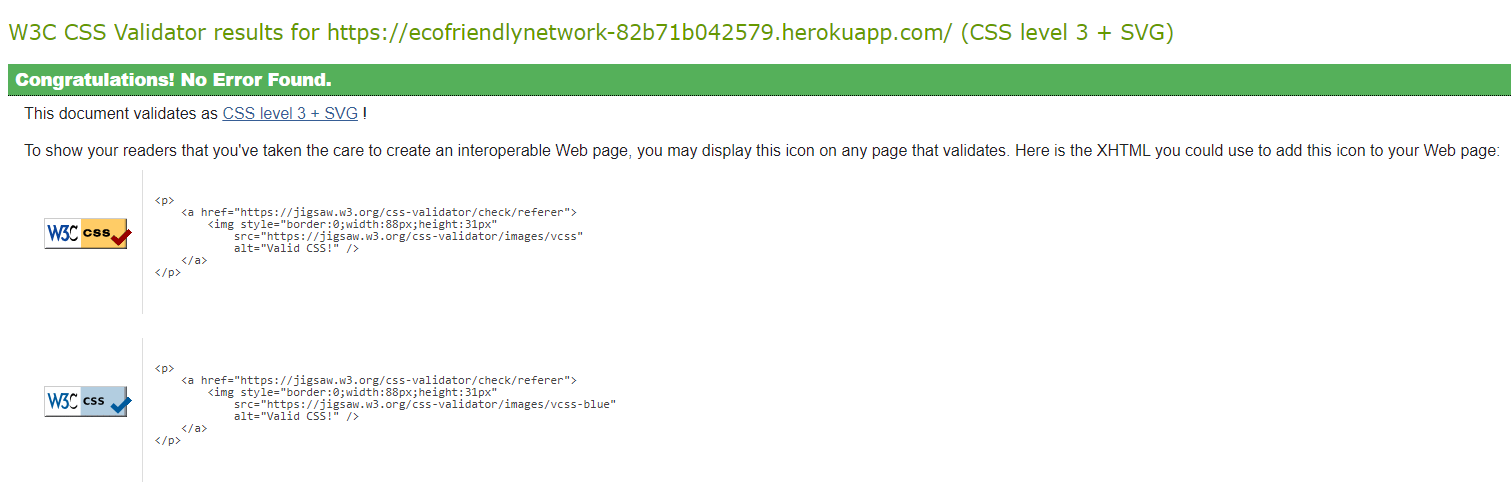 W3C CSS Validator results for https://ecofriendlynetwork-82b71b042579.herokuapp.com/ (CSS level 3 + SVG)
Congratulations! No Error Found.
This document validates as CSS level 3 + SVG !
To show your readers that you've taken the care to create an interoperable Web page, you may display this icon on any page that validates. Here is the XHTML you could use to add this icon to your Web page:
W3C css
<p>
    <a href="https://jigsaw.w3.org/css-validator/check/referer">
        <img style="border:0;width:88px;height:31px"
            src="https://jigsaw.w3.org/css-validator/images/vcss"
            alt="Valid CSS!" />
    </a>
</p>
W3C css
<p>
    <a href="https://jigsaw.w3.org/css-validator/check/referer">
        <img style="border:0;width:88px;height:31px"
            src="https://jigsaw.w3.org/css-validator/images/vcss-blue"
            alt="Valid CSS!" />
    </a>
</p>